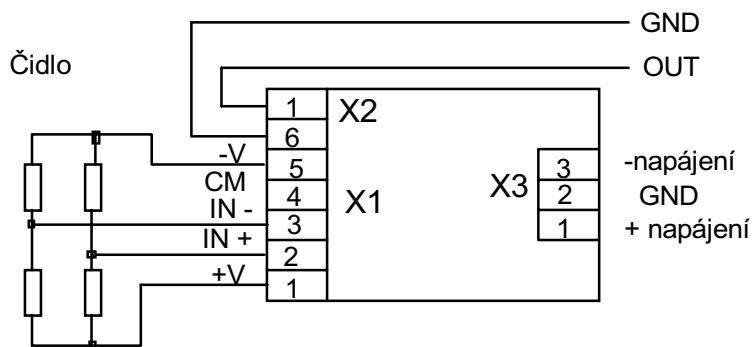 GND
Čidlo
OUT
1 X2
6
-V 5 3 -napájení
CM 4 X1 X3 2 GND
IN - 3 1 + napájení
IN + 2
+V 1